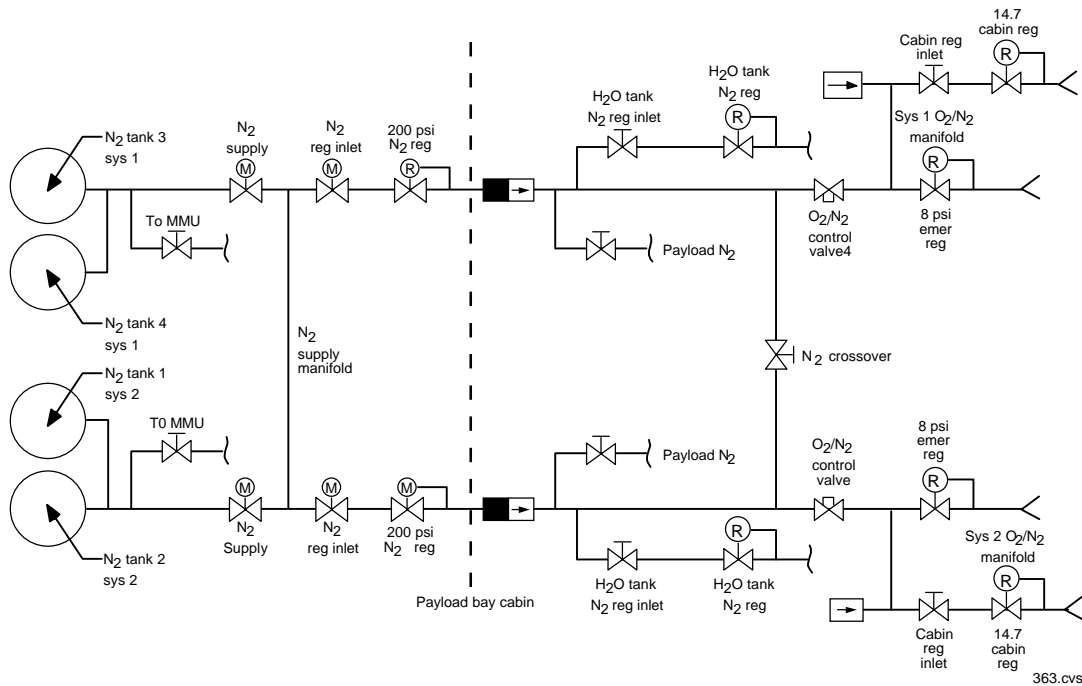 14.7
cabin reg
Cabin reg
inlet
R
H2O tank
N2 reg
H2O tank
N2 reg inlet
R
N2 tank 3
sys 1
N2
supply
M
N2
reg inlet
M
200 psi
N2 reg
R
Sys 1 O2/N2
manifold
R
To MMU
O2/N2
control
valve4
8 psi
emer
reg
Payload N2
N2 tank 4
sys 1
N2
supply
manifold
N2 crossover
N2 tank 1
sys 2
T0 MMU
Payload N2
O2/N2
control
valve
8 psi
emer
reg
R
M
M
M
N2
Supply
N2
reg inlet
200 psi
N2 reg
R
Sys 2 O2/N2
manifold
N2 tank 2
sys 2
H2O tank
N2 reg inlet
H2O tank
N2 reg
R
Payload bay cabin
Cabin
reg
inlet
14.7
cabin
reg
363.cvs